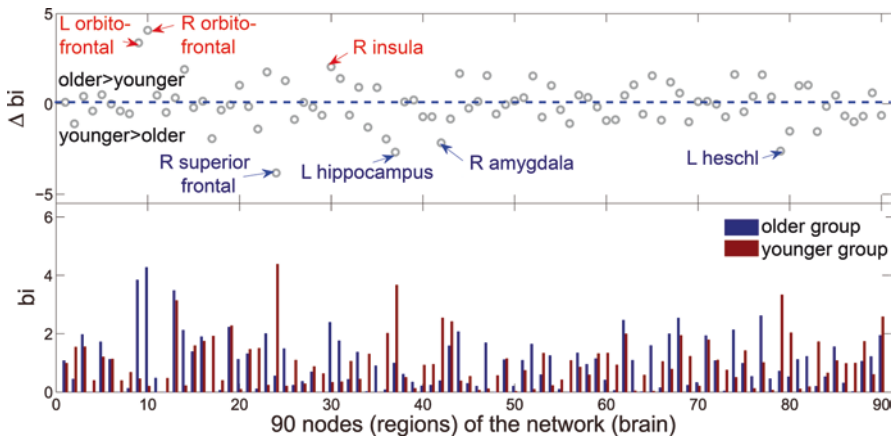 5
L orbito-
frontal
R orbito-
frontal
R insula
older>younger
Δ bi
0
younger>older
R superior
frontal
L hippocampus
R amygdala
L heschl
−5
6
older group
younger group
4
bi
2
0
0 10 20 30 40 50 60 70 80 90
90 nodes (regions) of the network (brain)